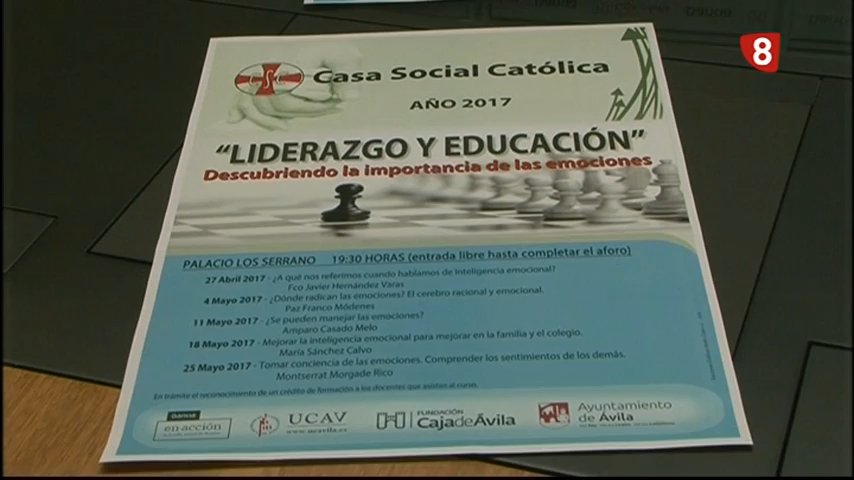 8
Casa Social Católica
AÑO 2017
"LIDERAZGO Y EDUCACIÓN"
Descubriendo la importancia de las emociones
PALACIO LOS SERRANO 19:30 HORAS (entrada libre hasta completar el aforo)
27 Abril 2017 - ¿A qué nos referimos cuando hablamos de inteligencia emocional?
Fco Javier Hernández Varas
4 Mayo 2017 - ¿Dónde radican las emociones? El cerebro racional y emocional.
Paz Franco Módenes
11 Mayo 2017 - ¿Se pueden manejar las emociones?
Amparo Casado Melo
18 Mayo 2017 - Mejorar la inteligencia emocional para mejorar en la familia y el colegio.
María Sánchez Calvo
25 Mayo 2017 - Tomar conciencia de las emociones. Comprender los sentimientos de los demás.
Montserrat Morgade Rico
En trámite el reconocimiento de un crédito de formación a los docentes que asistan al curso.
Bankia
en acción
UCAV
www.ucavila.es
FUNDACIÓN
CajadeÁvila
Ayuntamiento
de Ávila